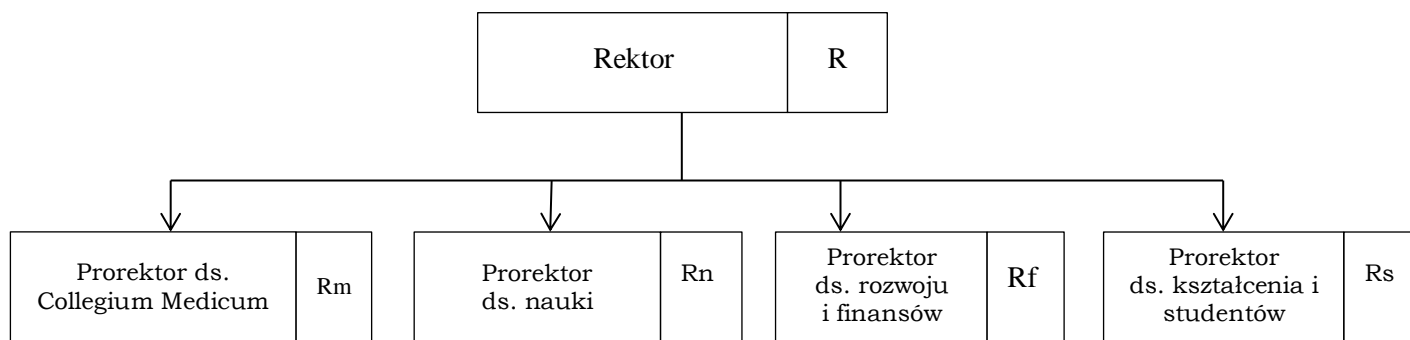 Rektor
R
Prorektor ds.
Collegium Medicum
Rm
Prorektor
ds. nauki
Rn
Prorektor
ds. rozwoju
i finansów
Rf
Prorektor
ds. kształcenia i
studentów
Rs